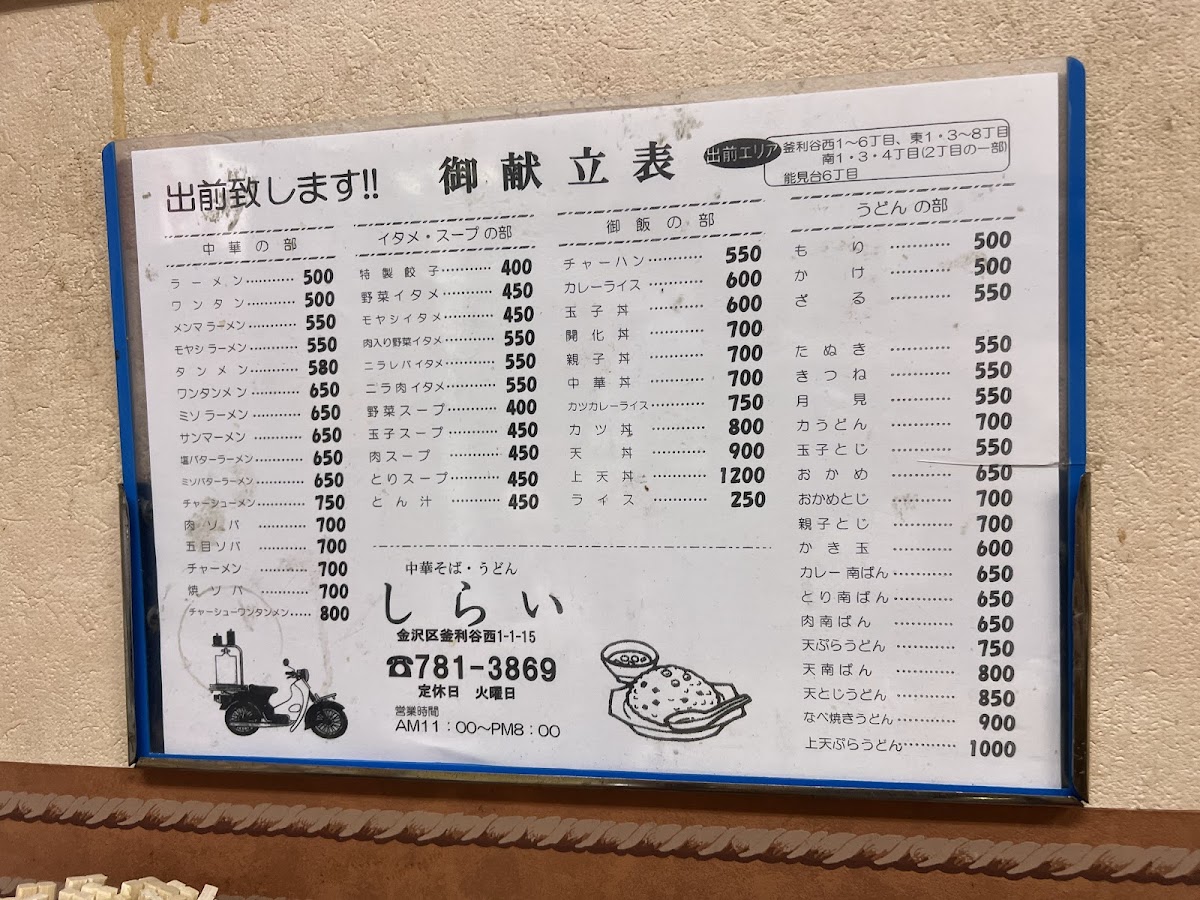 出前致します!!
御献立表
出前エリア
釜利谷西1〜6丁目、東1・3〜8丁目
南1・3・4丁目(2丁目の一部)
能見台6丁目
中華の部
ラーメン 500
ワンタン 500
メンマラーメン 550
モヤシラーメン 550
タンメン 580
ワンタンメン 650
ミソラーメン 650
サンマーメン 650
塩バターラーメン 650
ミソバターラーメン 650
チャーシューメン 750
肉ソバ 700
五目ソバ 700
チャーメン 700
焼ソバ 700
チャーシューワンタンメン 800
イタメ・スープの部
特製餃子 400
野菜イタメ 450
モヤシイタメ 450
肉入り野菜イタメ 550
ニラレバイタメ 550
ニラ肉イタメ 550
野菜スープ 400
玉子スープ 450
肉スープ 450
とりスープ 450
とん汁 450
御飯の部
チャーハン 550
カレーライス 600
玉子丼 600
開化丼 700
親子丼 700
中華丼 700
カツカレーライス 750
カツ丼 800
天丼 900
上天丼 1200
ライス 250
うどんの部
もり 500
かけ 500
ざる 550
たぬき 550
きつね 550
月見 550
力うどん 700
玉子とじ 550
おかめ 650
おかめとじ 700
親子とじ 700
かき玉 600
カレー南ばん 650
とり南ばん 650
肉南ばん 650
天ぷらうどん 750
天南ばん 800
天とじうどん 850
なべ焼きうどん 900
上天ぷらうどん 1000
中華そば・うどん
しらい
金沢区釜利谷西1-1-15
☎781-3869
定休日 火曜日
営業時間
AM11：00〜PM8：00